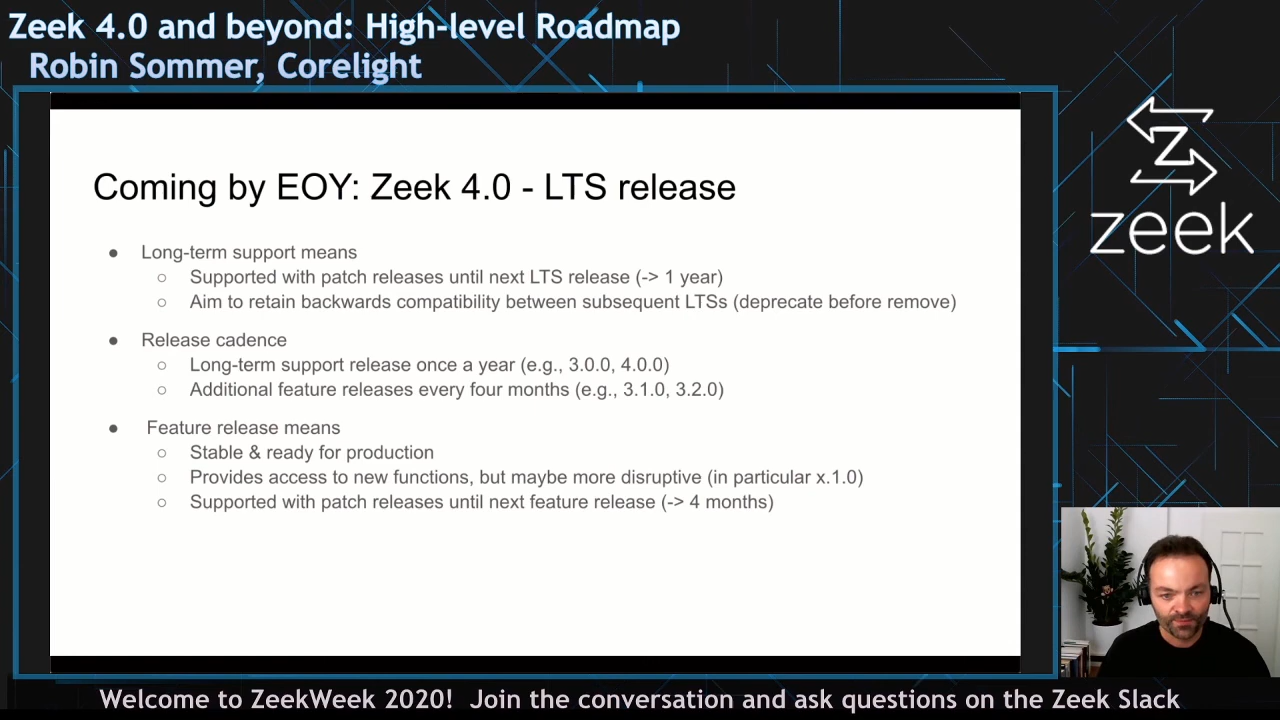 Zeek 4.0 and beyond: High-level Roadmap
Robin Sommer, Corelight
Z
zeek
Coming by EOY: Zeek 4.0 - LTS release
● Long-term support means
○ Supported with patch releases until next LTS release (-> 1 year)
○ Aim to retain backwards compatibility between subsequent LTSs (deprecate before remove)
● Release cadence
○ Long-term support release once a year (e.g., 3.0.0, 4.0.0)
○ Additional feature releases every four months (e.g., 3.1.0, 3.2.0)
● Feature release means
○ Stable & ready for production
○ Provides access to new functions, but maybe more disruptive (in particular x.1.0)
○ Supported with patch releases until next feature release (-> 4 months)
Welcome to ZeekWeek 2020! Join the conversation and ask questions on the Zeek Slack